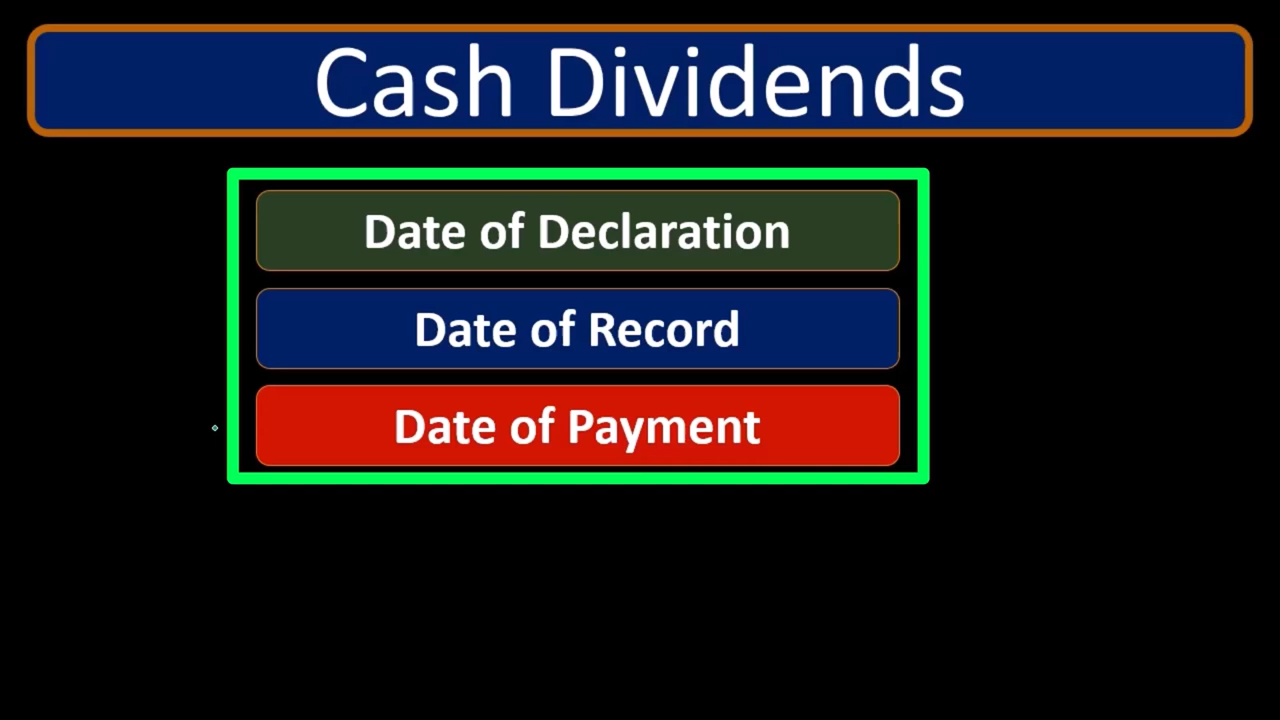 Cash Dividends
Date of Declaration
Date of Record
Date of Payment